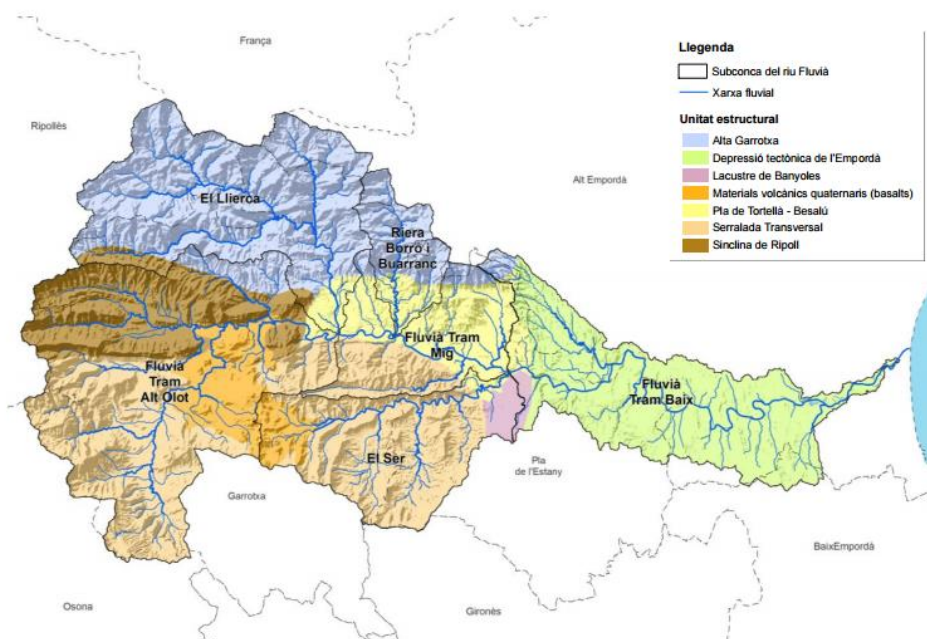 França
Ripollès
Alt Empordà
El Llierca
Riera
Borró i
Buarranc
Fluvià Tram
Mig
Fluvià
Tram
Alt Olot
Fluvià
Tram Baix
El Ser
Pla
de l'Estany
Garrotxa
BaixEmpordà
Osona
Gironès
Llegenda
Subconca del riu Fluvià
Xarxa fluvial
Unitat estructural
Alta Garrotxa
Depressió tectònica de l'Empordà
Lacustre de Banyoles
Materials volcànics quaternaris (basalts)
Pla de Tortellà - Besalú
Serralada Transversal
Sinclina de Ripoll